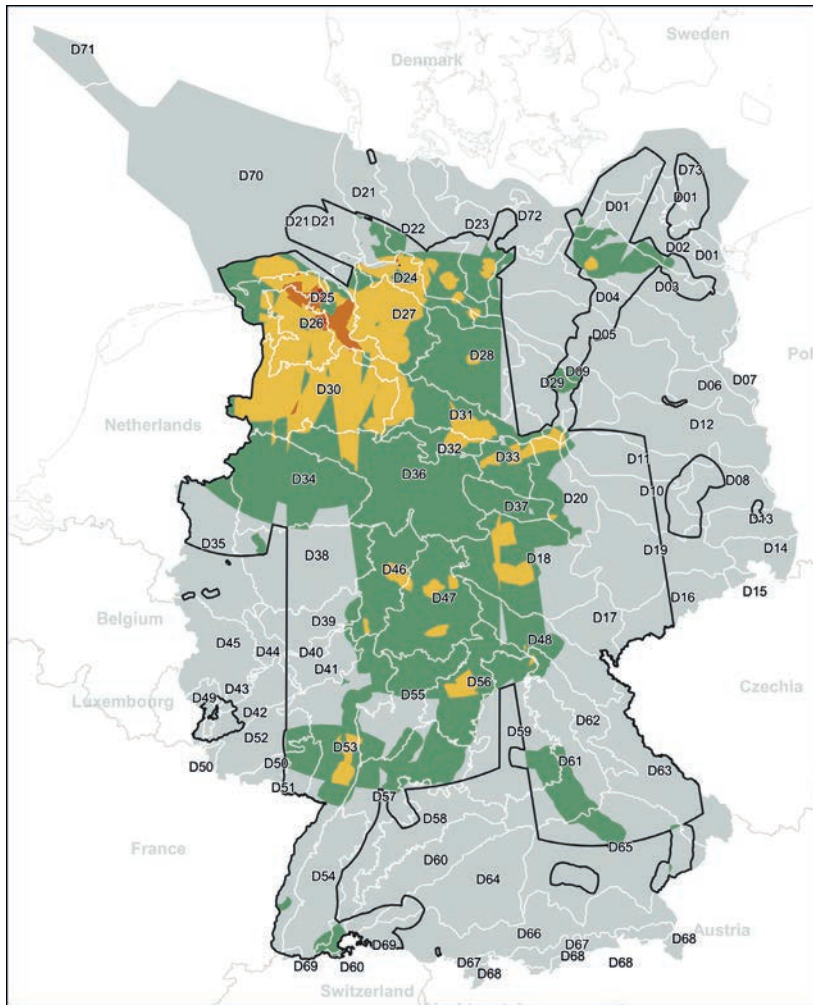 Sweden
D71
Denmark
D70
D21
D73
D01
D01
D21 D21
D22
D23
D72
D02
D01
D24
D03
D25
D04
D26
D27
D05
Pol
D28
D09
D29
D06
D07
D30
D31
D12
Netherlands
D32
D33
D11
D34
D36
D08
D10
D37
D20
D13
D35
D38
D18
D19
D14
D46
D47
D16
D15
Belgium
D39
D17
D45
D44
D40
D48
D41
D49
D43
D55
D56
Czechia
Luxembourg
D42
D62
D52
D53
D59
D50
D50
D61
D63
D51
D57
D58
France
D60
D65
D54
D64
D66
Austria
D69
D67
D68
D69
D60
D67
D68
D68
D68
Switzerland